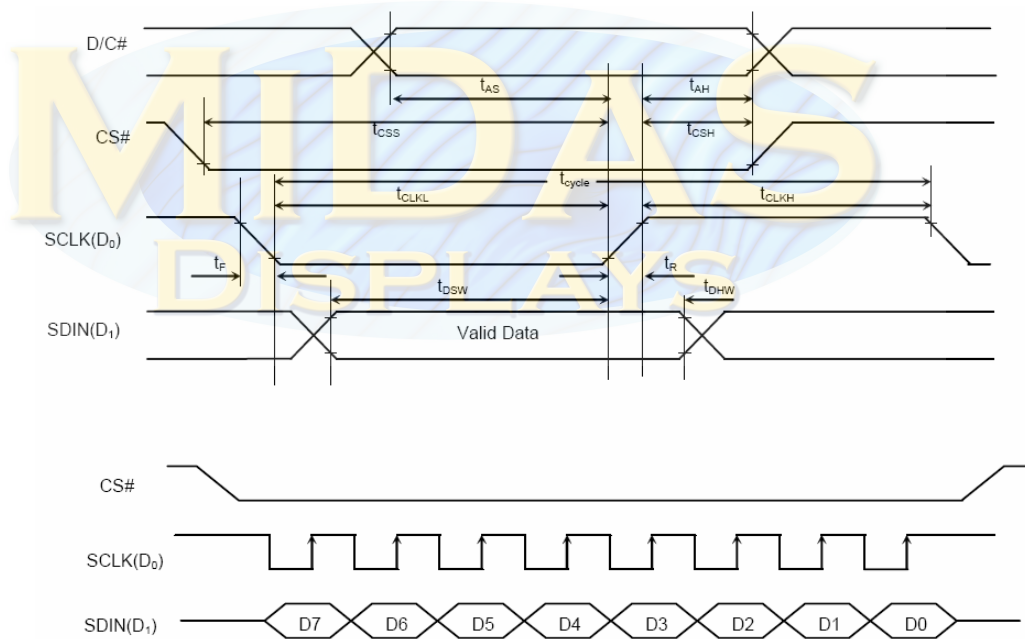 D/C#
tAS
tAH
CS#
tCSS
tCSH
tcycle
tCLKL
tCLKH
SCLK(D0)
tF
tR
tDSW
tDHW
SDIN(D1)
Valid Data
MIDAS
DISPLAYS
CS#
SCLK(D0)
SDIN(D1)
D7 D6 D5 D4 D3 D2 D1 D0